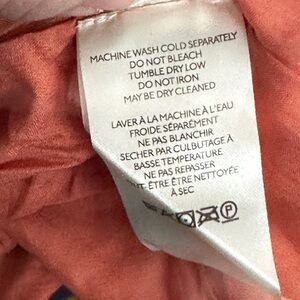 MACHINE WASH COLD SEPARATELY
DO NOT BLEACH
TUMBLE DRY LOW
DO NOT IRON
MAY BE DRY CLEANED
LAVER À LA MACHINE À L'EAU
FROIDE SÉPARÉMENT
NE PAS BLANCHIR
SECHER PAR CULBUTAGE À
BASSE TEMPERATURE
NE PAS REPASSER
ÊTRE NETTOYÉE
À SEC
P